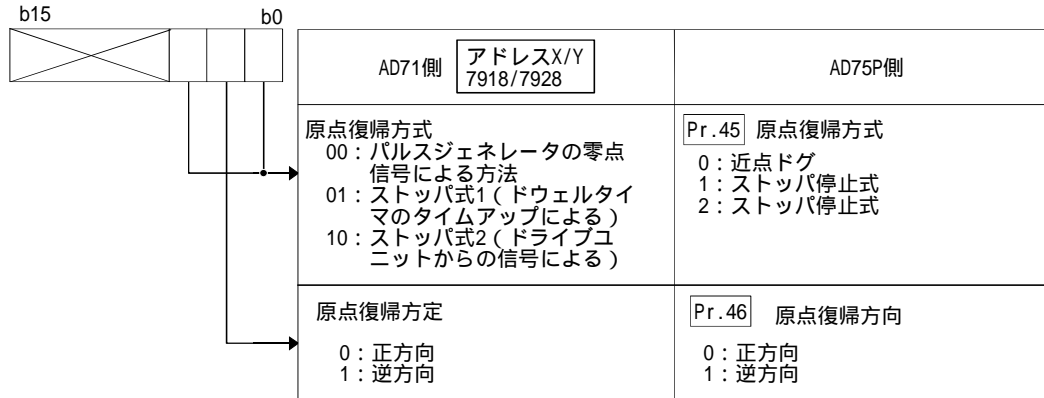 b15 b0
AD71側 アドレスX/Y
7918/7928
AD75P側
原点復帰方式
00：パルスジェネレータの零点
信号による方法
01：ストッパ式1（ドウェルタイ
マのタイムアップによる）
10：ストッパ式2（ドライブユ
ニットからの信号による）
Pr.45 原点復帰方式
0：近点ドグ
1：ストッパ停止式
2：ストッパ停止式
原点復帰方定
0：正方向
1：逆方向
Pr.46 原点復帰方向
0：正方向
1：逆方向